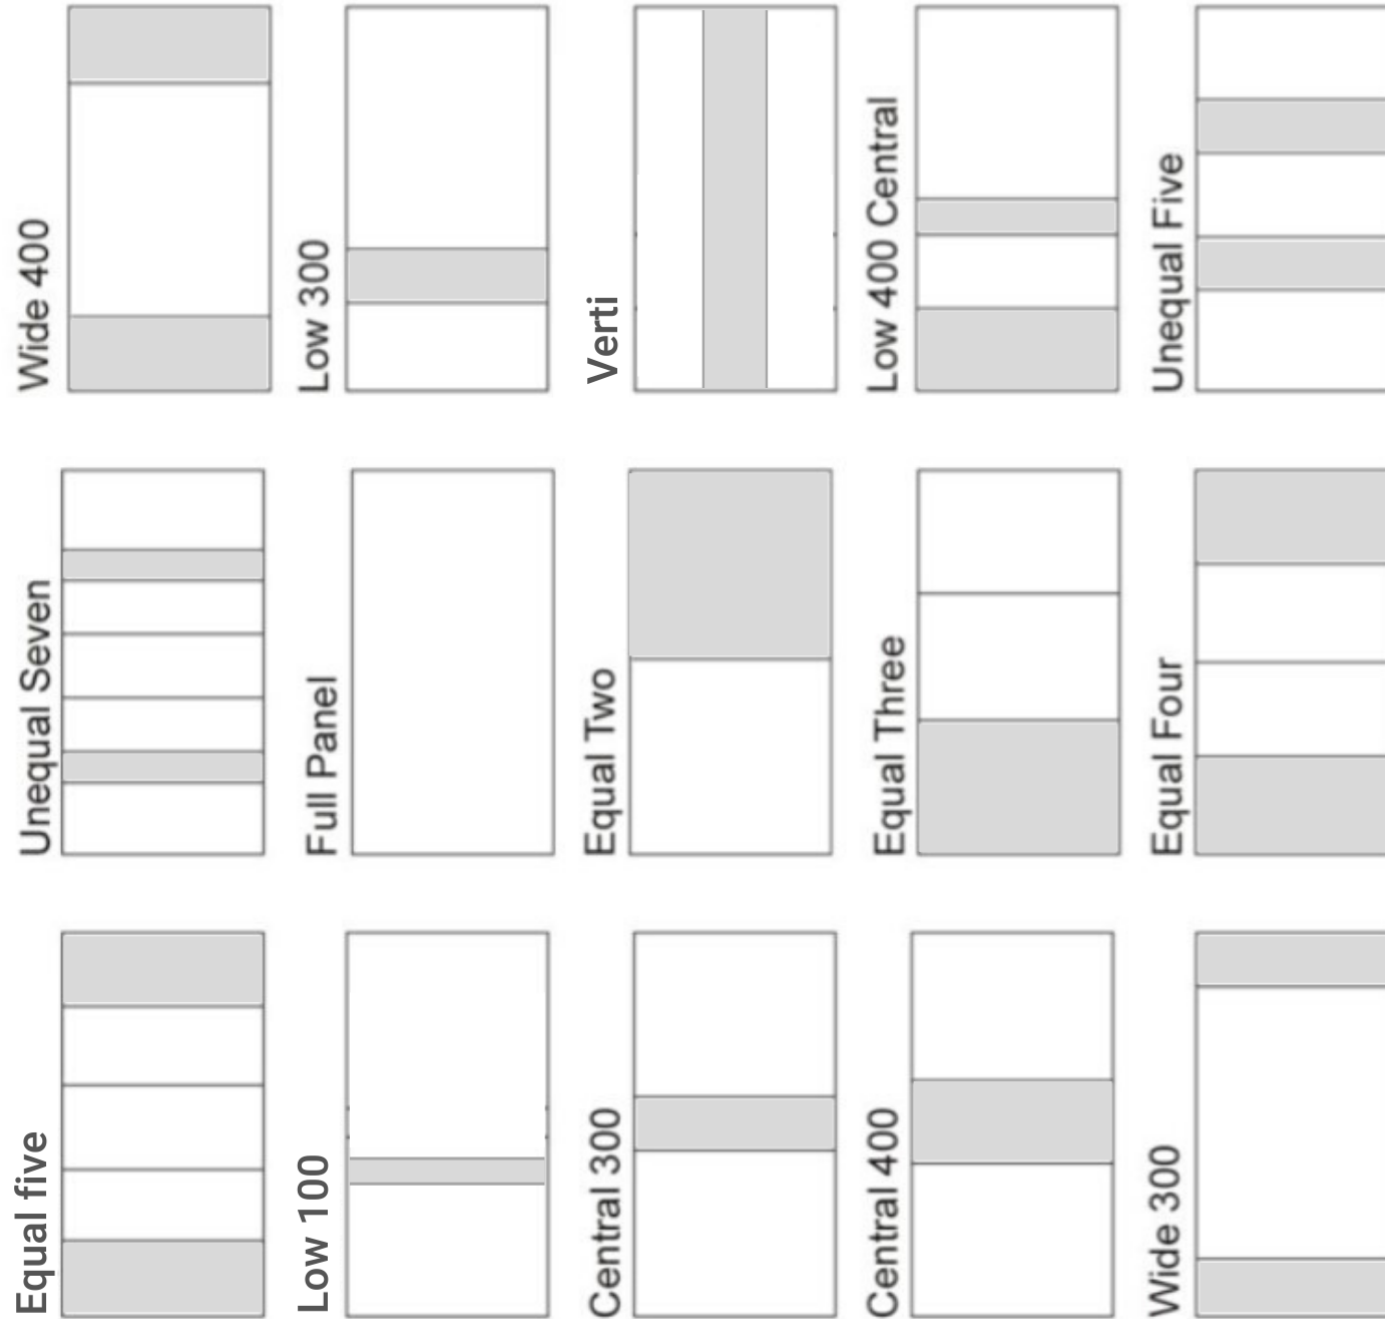 Wide 400
Low 300
Verti
Low 400 Central
Unequal Five
Unequal Seven
Full Panel
Equal Two
Equal Three
Equal Four
Equal five
Low 100
Central 300
Central 400
Wide 300